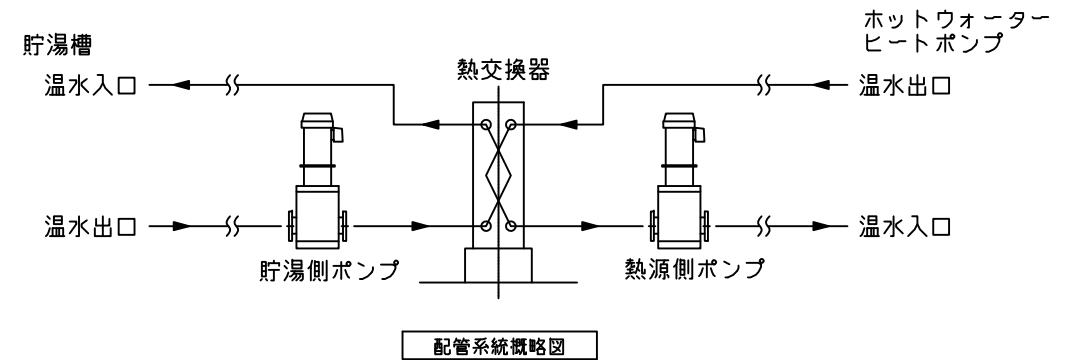 ホットウォーター
ヒートポンプ
貯湯槽
熱交換器
温水入口
温水出口
温水出口
温水入口
貯湯側ポンプ
熱源側ポンプ
配管系統概略図